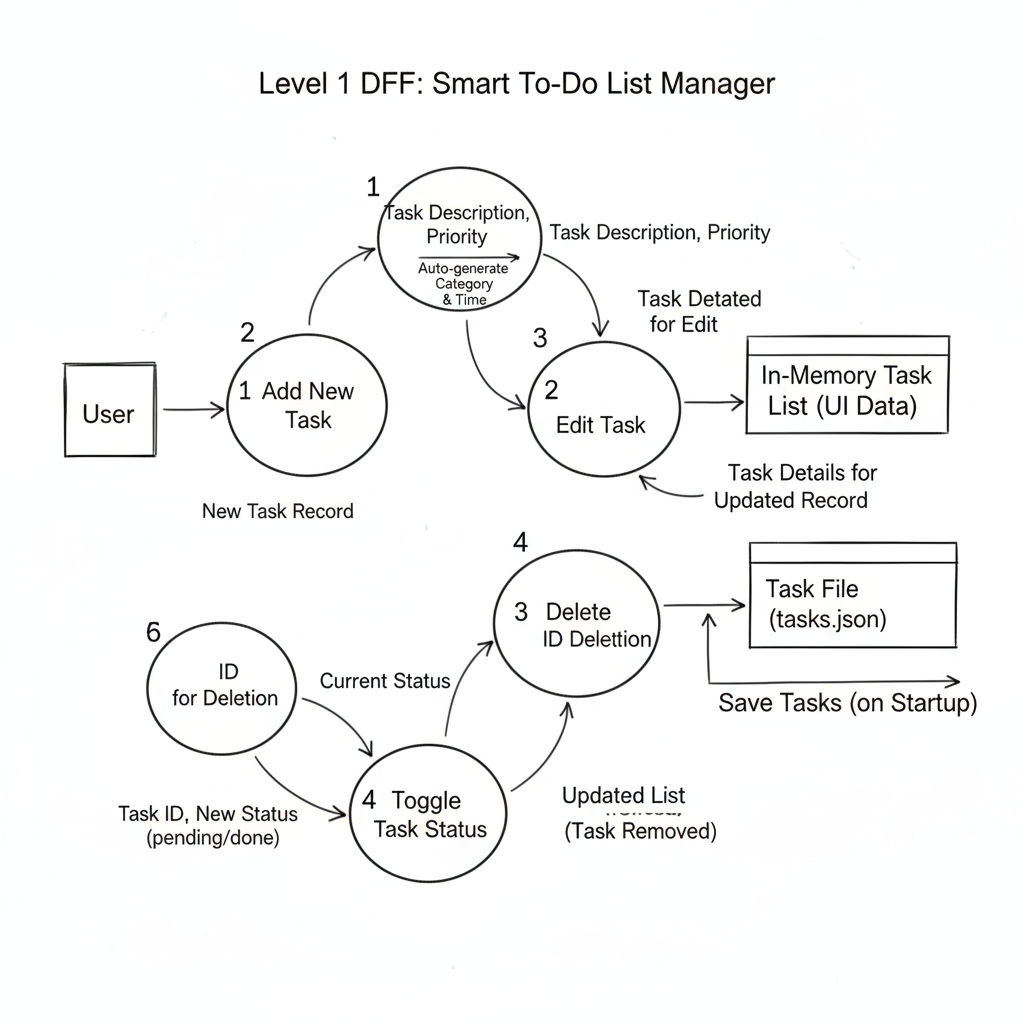 Level 1 DFF: Smart To-Do List Manager
1
Task Description,
Priority
Auto-generate
Category
& Time
Task Description, Priority
Task Detated
for Edit
2
1 Add New
Task
User
3
2
Edit Task
In-Memory Task
List (UI Data)
Task Details for
Updated Record
New Task Record
4
3 Delete
ID Delettion
Task File
(tasks.json)
Save Tasks (on Startup)
6
ID
for Deletion
Current Status
4 Toggle
Task Status
Task ID, New Status
(pending/done)
Updated List
(Task Removed)